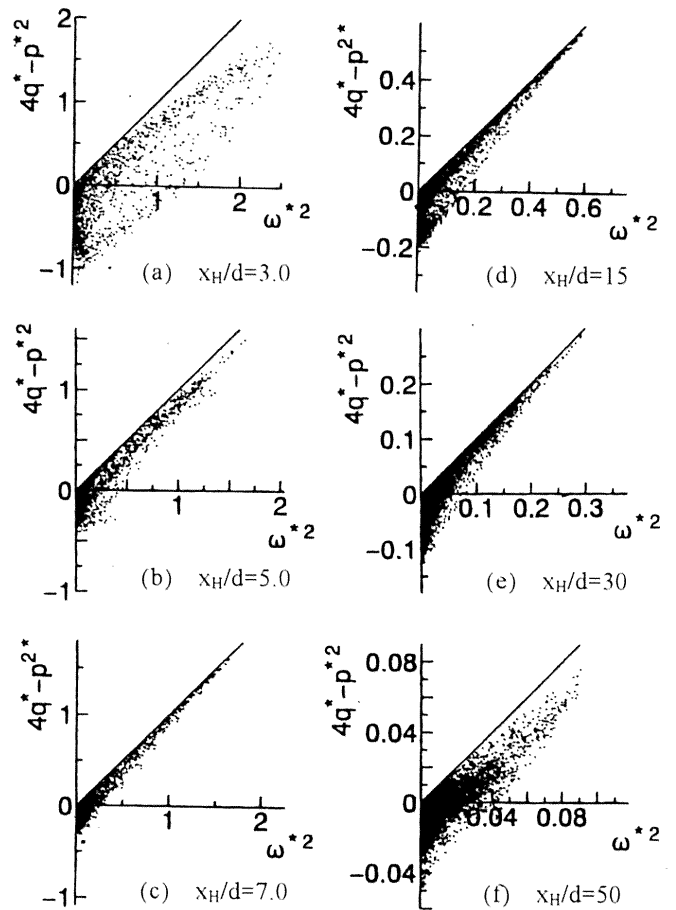 4q*-p*2
2
1
0
-1
1
2
ω*2
(a) xH/d=3.0
4q*-p2*
0.4
0.2
0
-0.2
0.2
0.4
0.6
ω*2
(d) xH/d=15
4q*-p*2
1
0
-1
1
2
ω*2
(b) xH/d=5.0
4q*-p*2
0.2
0.1
0
-0.1
0.1
0.2
0.3
ω*2
(e) xH/d=30
4q*-p2*
1
0
-1
1
2
ω*2
(c) xH/d=7.0
4q*-p*2
0.08
0.04
0
-0.04
0.04
0.08
ω*2
(f) xH/d=50